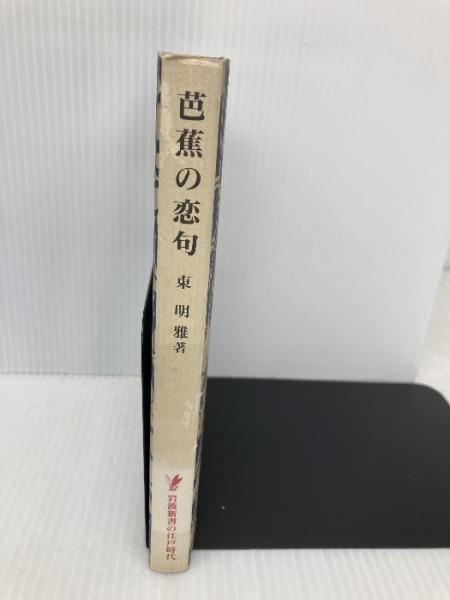 芭蕉の恋句
東明雅著
岩波新書の江戸時代